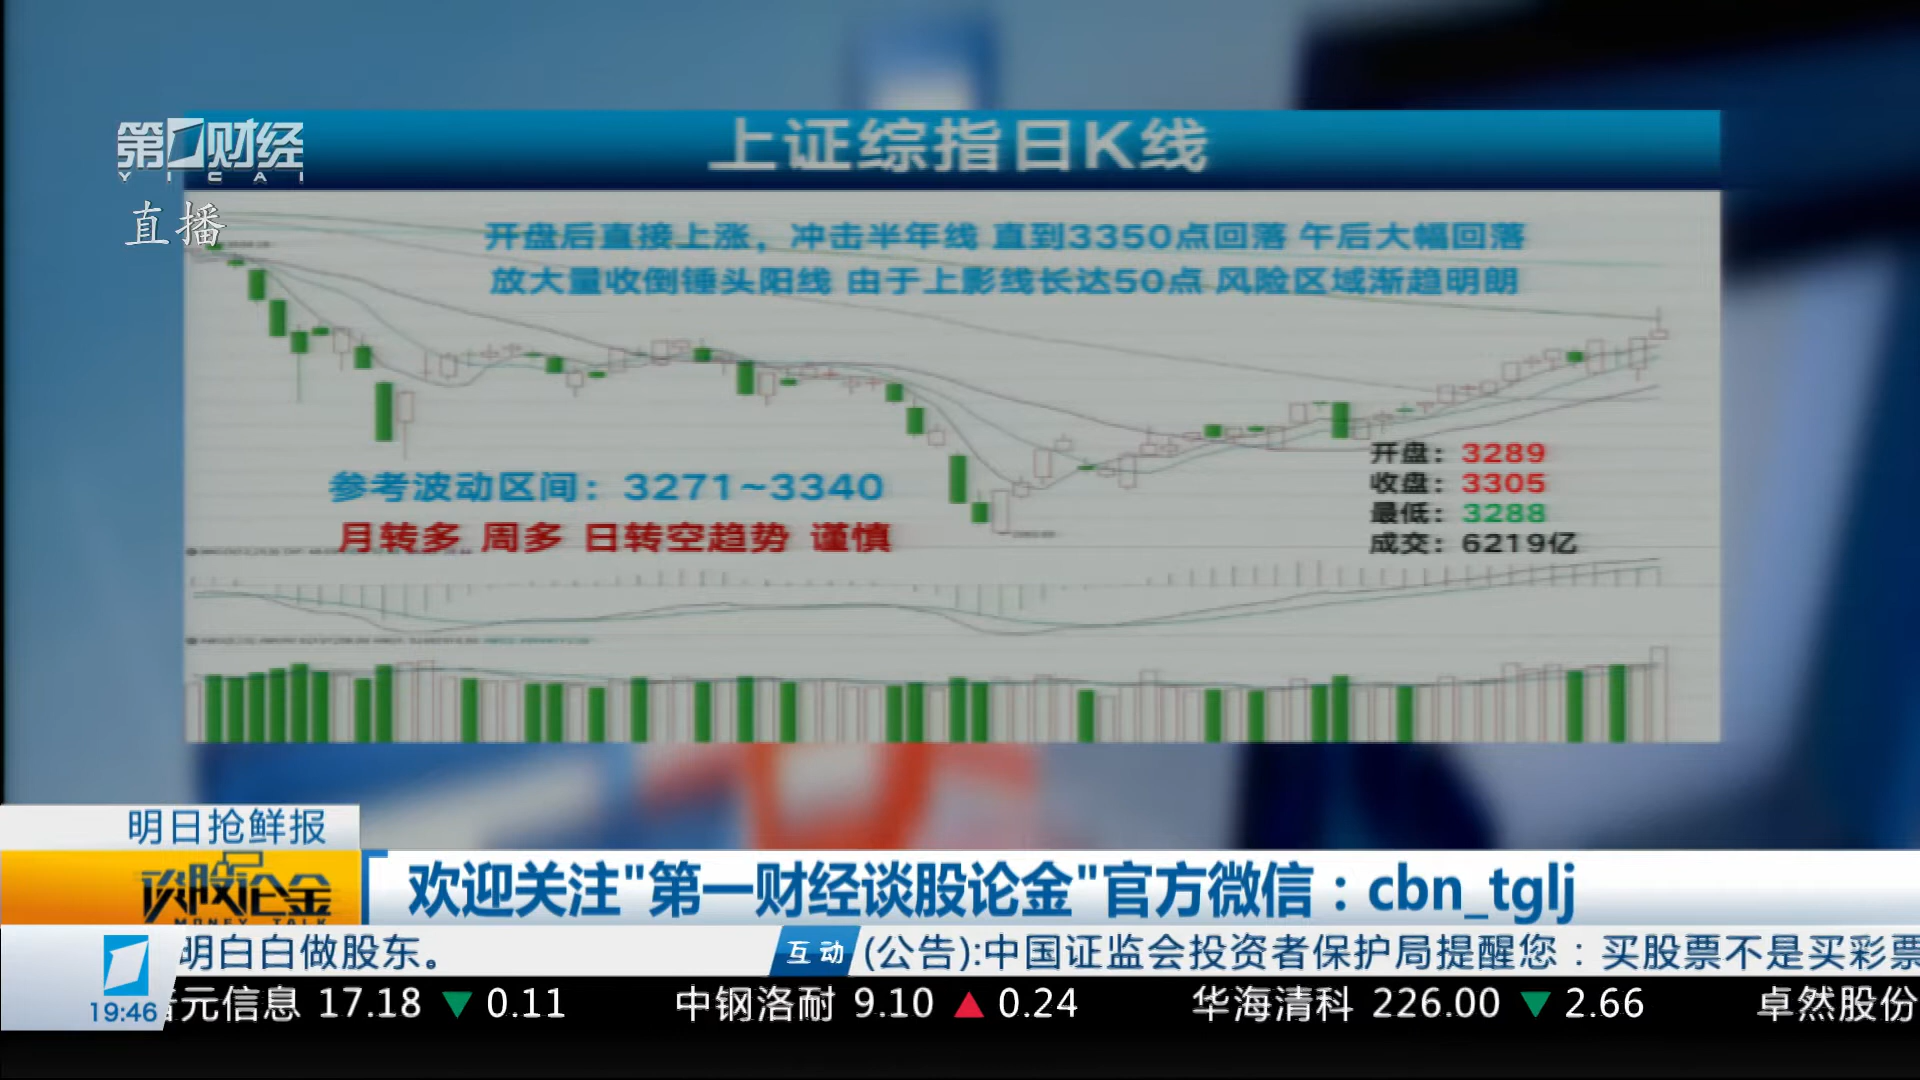 第一财经
YICAI
直播
上证综指日K线
开盘后直接上涨，冲击半年线 直到3350点回落 午后大幅回落
放大量收倒锤头阳线 由于上影线长达50点 风险区域渐趋明朗
参考波动区间：3271~3340
月转多 周多 日转空趋势 谨慎
开盘：3289
收盘：3305
最低：3288
成交：6219亿
明日抢鲜报
谈股论金
MONEY TALK
欢迎关注"第一财经谈股论金"官方微信：cbn_tglj
明白白做股东。 互动 (公告):中国证监会投资者保护局提醒您：买股票不是买彩票
19:46
元信息 17.18 ▼ 0.11 中钢洛耐 9.10 ▲ 0.24 华海清科 226.00 ▼ 2.66 卓然股份